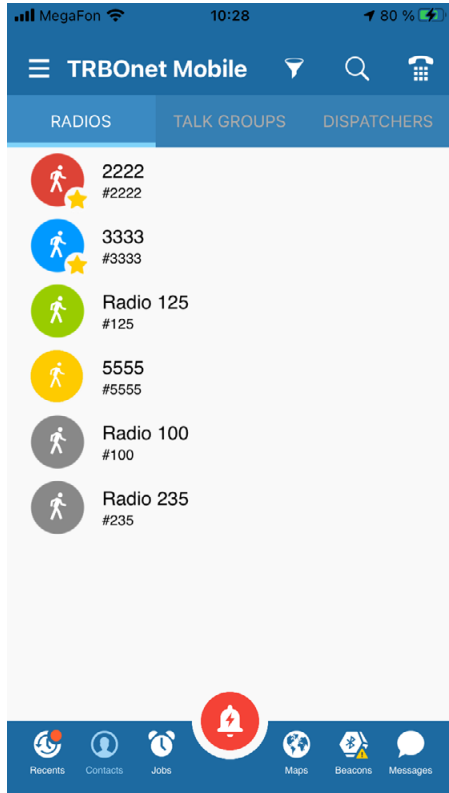 MegaFon 10:28 80 %
TRBOnet Mobile
RADIOS TALK GROUPS DISPATCHERS
2222
#2222
3333
#3333
Radio 125
#125
5555
#5555
Radio 100
#100
Radio 235
#235
Recents Contacts Jobs Maps Beacons Messages